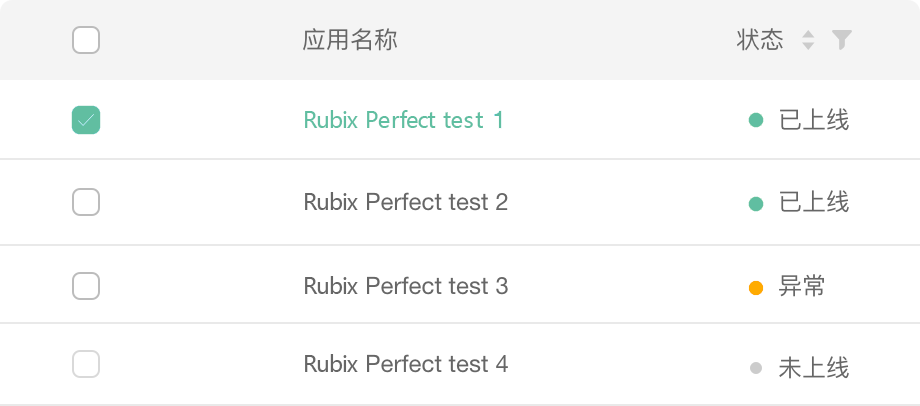 应用名称 状态
Rubix Perfect test 1 已上线
Rubix Perfect test 2 已上线
Rubix Perfect test 3 异常
Rubix Perfect test 4 未上线